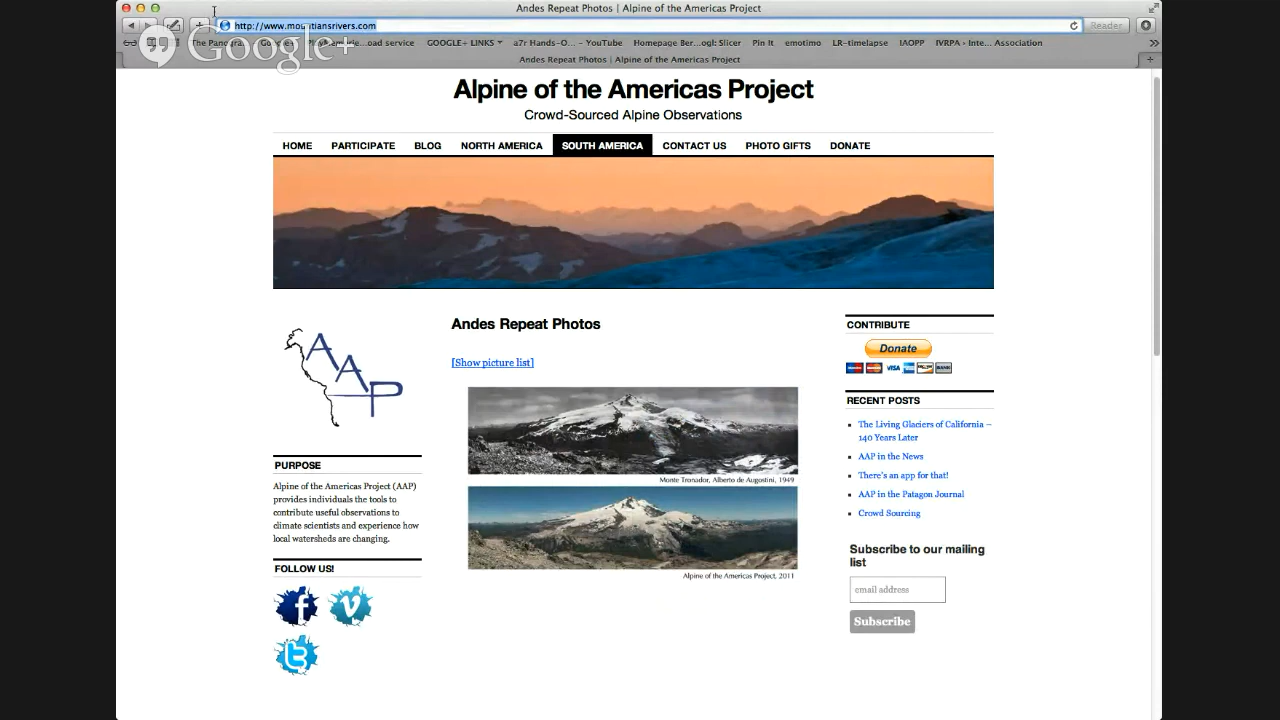 Andes Repeat Photos | Alpine of the Americas Project
http://www.mountiansrivers.com
Reader
Google+
GOOGLE+ LINKS
a7r Hands-O... – YouTube
Homepage Ber...ogl: Slicer
Pin It
emotimo
LR-timelapse
IAOPP
IVRPA › Inte... Association
Andes Repeat Photos | Alpine of the Americas Project
Alpine of the Americas Project
Crowd-Sourced Alpine Observations
HOME PARTICIPATE BLOG NORTH AMERICA SOUTH AMERICA CONTACT US PHOTO GIFTS DONATE
AAP
PURPOSE
Alpine of the Americas Project (AAP)
provides individuals the tools to
contribute useful observations to
climate scientists and experience how
local watersheds are changing.
FOLLOW US!
Andes Repeat Photos
[Show picture list]
Monte Tronador, Alberto de Augostini, 1949
Alpine of the Americas Project, 2011
CONTRIBUTE
Donate
VISA
RECENT POSTS
The Living Glaciers of California –
140 Years Later
AAP in the News
There's an app for that!
AAP in the Patagon Journal
Crowd Sourcing
Subscribe to our mailing
list
email address
Subscribe